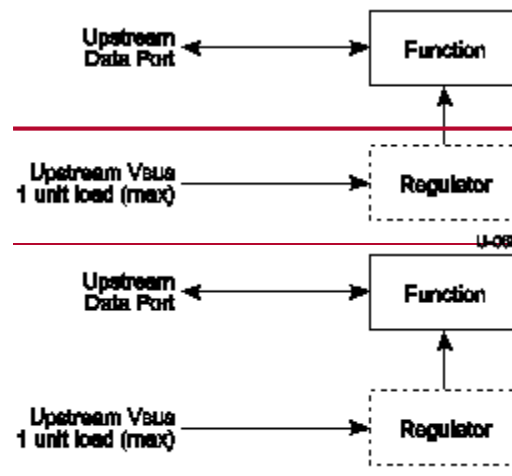 Upstream
Data Port
Function
Upstream VBUS
1 unit load (max)
Regulator
Upstream
Data Port
Function
Upstream VBUS
1 unit load (max)
Regulator